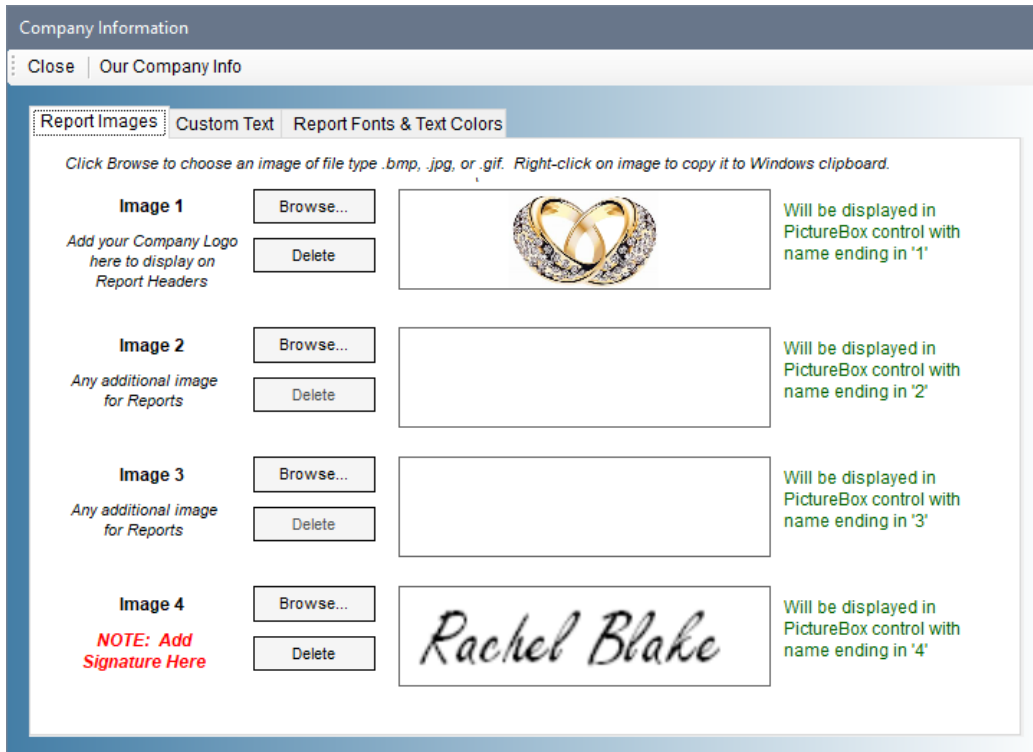 Company Information
Close Our Company Info
Report Images Custom Text Report Fonts & Text Colors
Click Browse to choose an image of file type .bmp, .jpg, or .gif. Right-click on image to copy it to Windows clipboard.
Image 1
Add your Company Logo
here to display on
Report Headers
Browse...
Delete
Will be displayed in
PictureBox control with
name ending in '1'
Image 2
Any additional image
for Reports
Browse...
Delete
Will be displayed in
PictureBox control with
name ending in '2'
Image 3
Any additional image
for Reports
Browse...
Delete
Will be displayed in
PictureBox control with
name ending in '3'
Image 4
NOTE: Add
Signature Here
Browse...
Delete
Rachel Blake
Will be displayed in
PictureBox control with
name ending in '4'